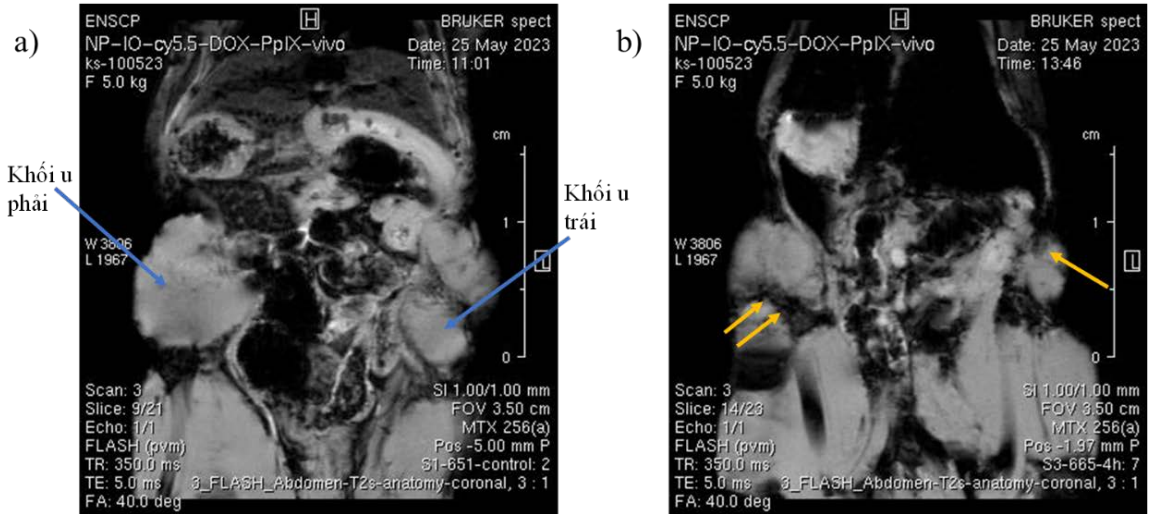 a)
ENSCP
H
BRUKER spect
NP-IO-cy5.5-DOX-PpIX-vivo
Date: 25 May 2023
ks-100523
Time: 11:01
F 5.0 kg
cm
Khối u
phải
Khối u
trái
1
W 3806
L 1967
L
0
Scan: 3
SI 1.00/1.00 mm
Slice: 9/21
FOV 3.50 cm
Echo: 1/1
MTX 256(a)
FLASH (pvm)
Pos -5.00 mm P
TR: 350.0 ms
S1-651-control: 2
TE: 5.0 ms
3_FLASH_Abdomen-T2s-anatomy-coronal, 3 : 1
FA: 40.0 deg
b)
ENSCP
H
BRUKER spect
NP-IO-cy5.5-DOX-PpIX-vivo
Date: 25 May 2023
ks-100523
Time: 13:46
F 5.0 kg
cm
1
W 3806
L 1967
L
0
Scan: 3
SI 1.00/1.00 mm
Slice: 14/23
FOV 3.50 cm
Echo: 1/1
MTX 256(a)
FLASH (pvm)
Pos -1.97 mm P
TR: 350.0 ms
S3-665-4h: 7
TE: 5.0 ms
3_FLASH_Abdomen-T2s-anatomy-coronal, 3 : 1
FA: 40.0 deg